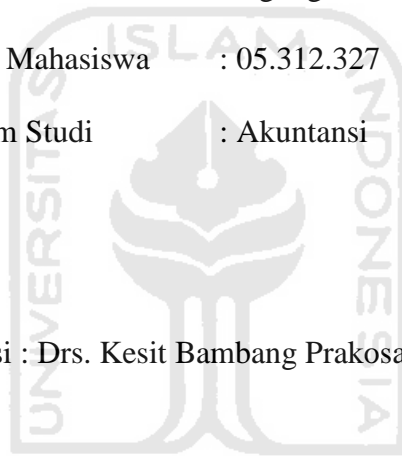 Mahasiswa : 05.312.327
m Studi : Akuntansi
si : Drs. Kesit Bambang Prakosa
ISLAM
UNIVERSITAS
INDONESIA